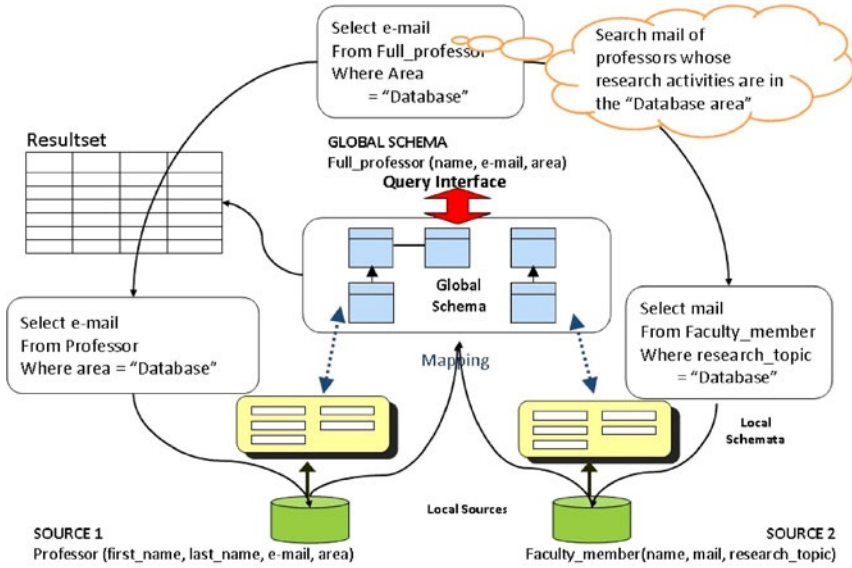 Select e-mail
From Full_professor
Where Area
= "Database"
Search mail of
professors whose
research activities are in
the "Database area"
Resultset
GLOBAL SCHEMA
Full_professor (name, e-mail, area)
Query Interface
Global
Schema
Select e-mail
From Professor
Where area = "Database"
Select mail
From Faculty_member
Where research_topic
= "Database"
Mapping
Local
Schemata
Local Sources
SOURCE 1
Professor (first_name, last_name, e-mail, area)
SOURCE 2
Faculty_member(name, mail, research_topic)